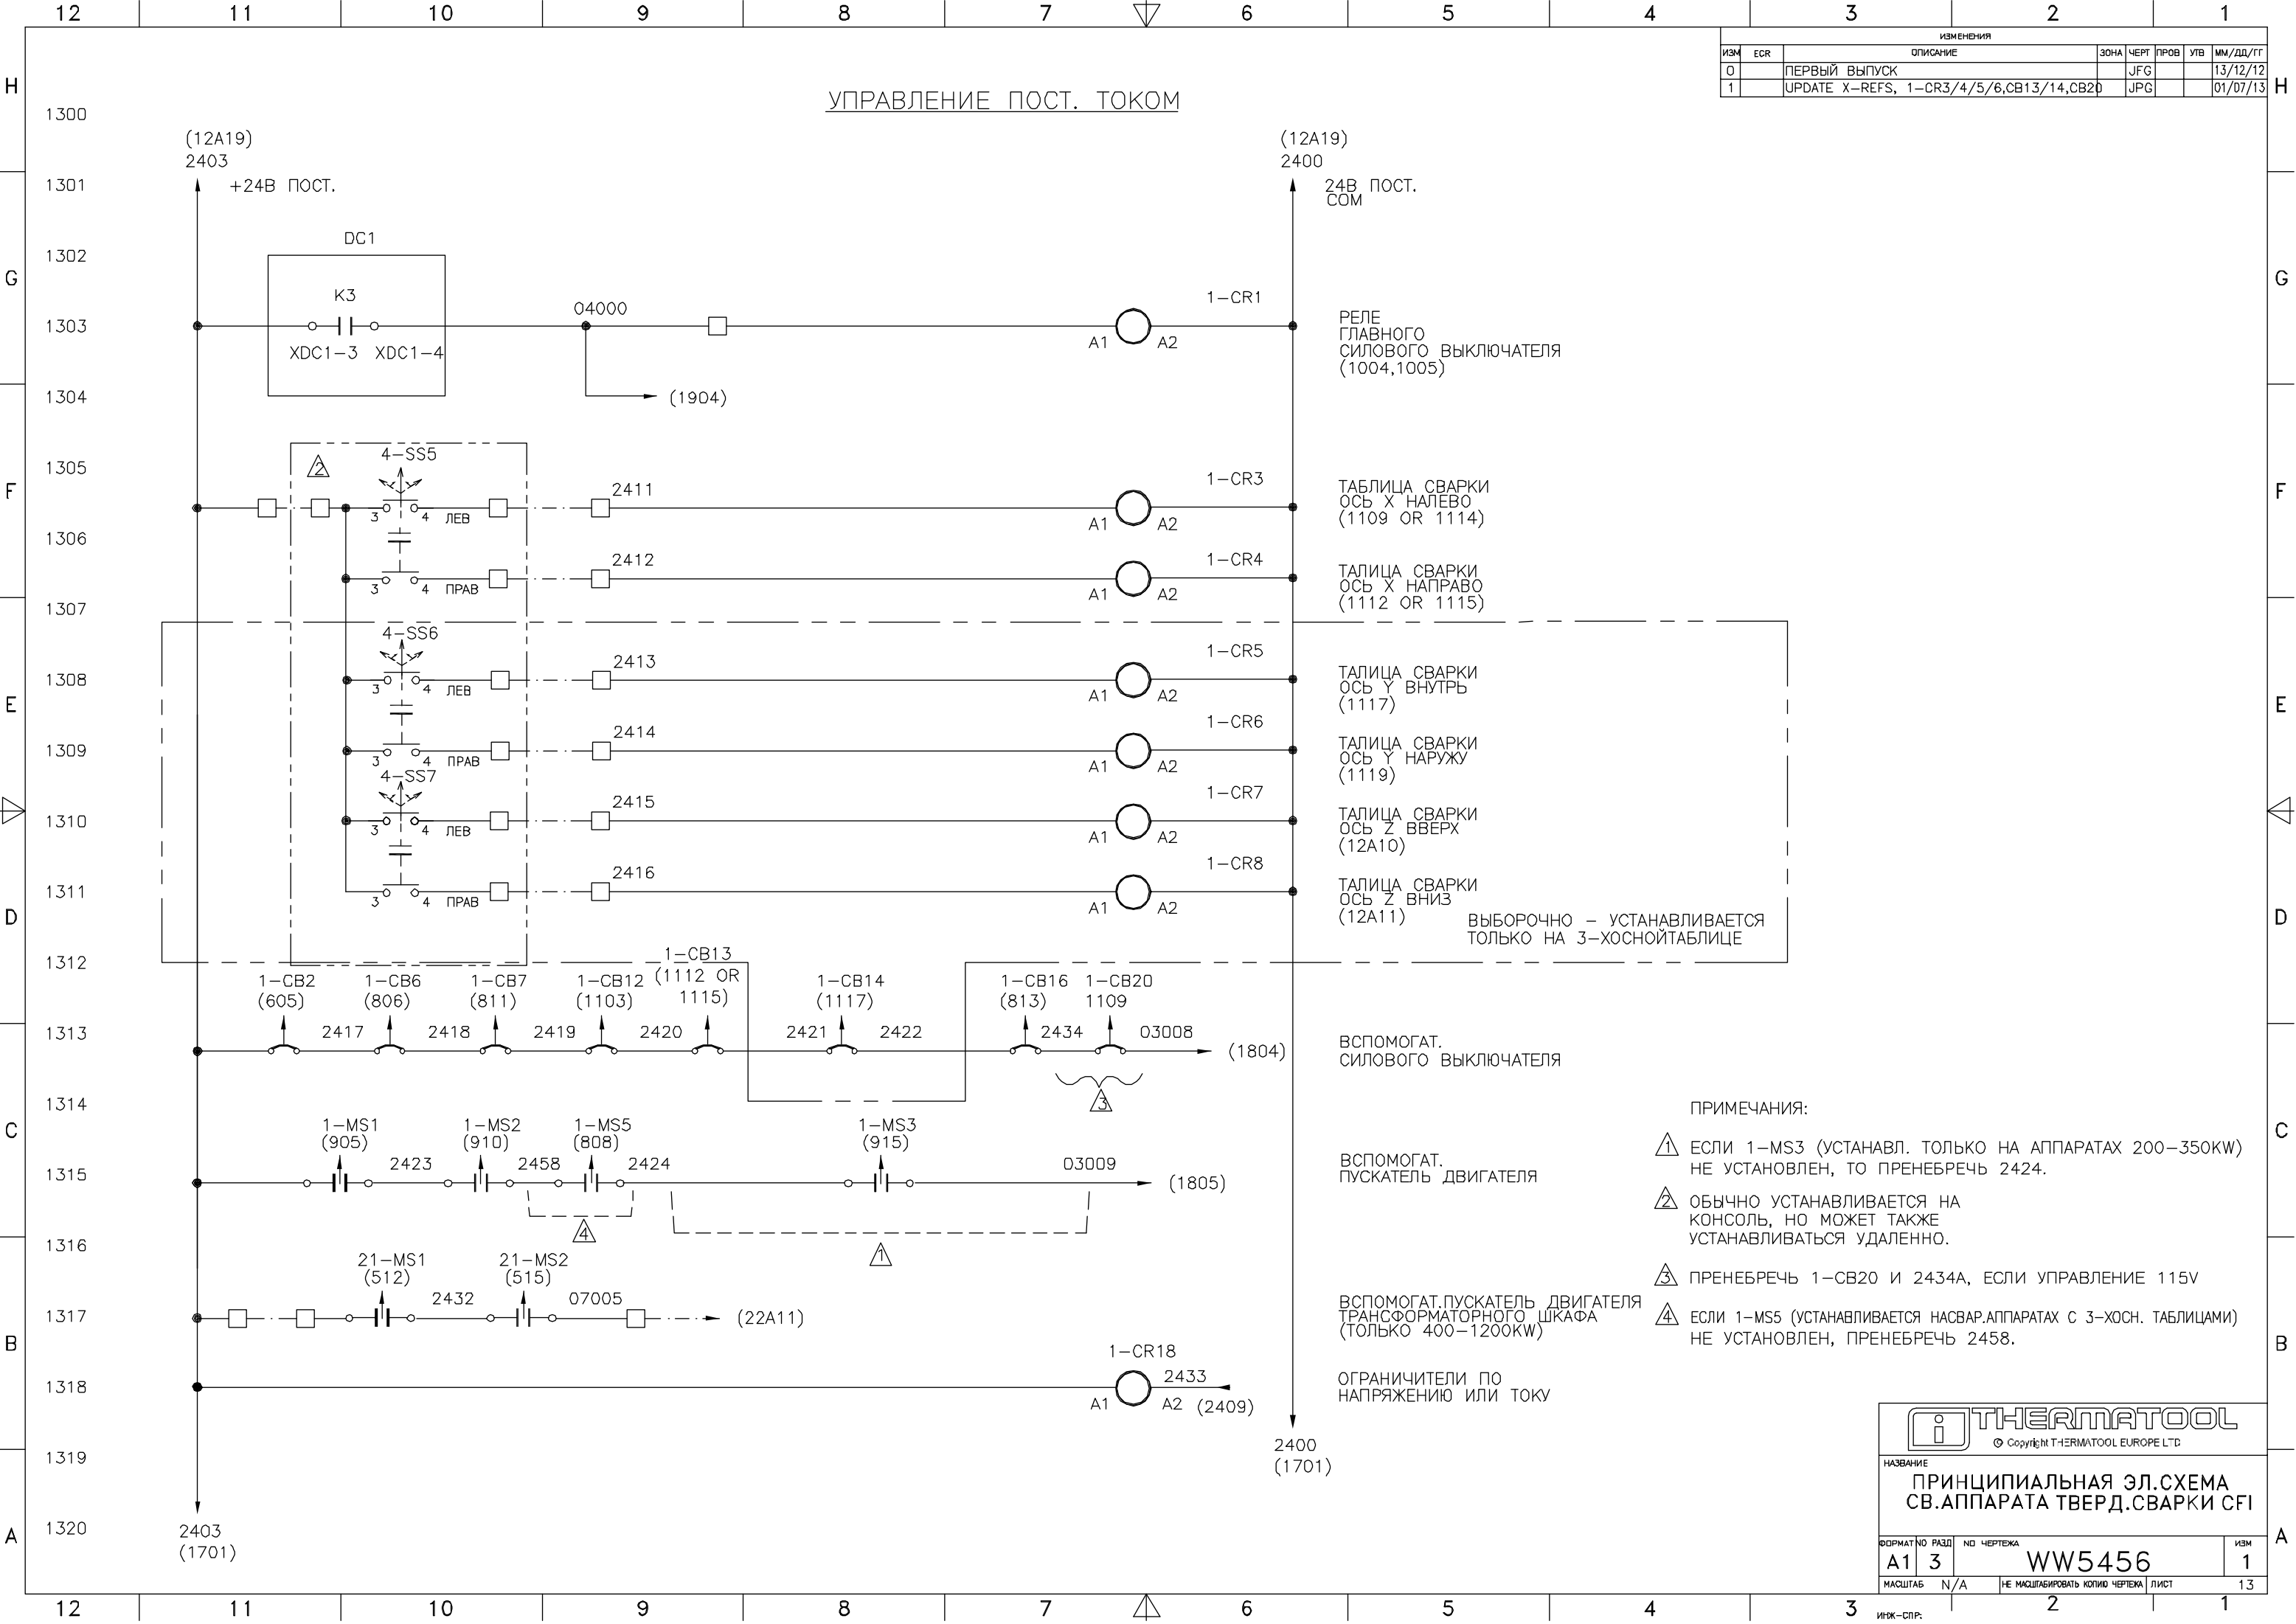 12 11 10 9 8 7 6 5 4 3 2 1
ИЗМЕНЕНИЯ
ИЗМ ECR ОПИСАНИЕ ЗОНА ЧЕРТ ПРОВ УТВ ММ/ДД/ГГ
0 ПЕРВЫЙ ВЫПУСК JFG 13/12/12
1 UPDATE X-REFS, 1-CR3/4/5/6,CB13/14,CB20 JPG 01/07/13
H H
УПРАВЛЕНИЕ ПОСТ. ТОКОМ
1300
(12A19) (12A19)
2403 2400
1301 +24В ПОСТ. 24В ПОСТ.
COM
DC1
1302
G G
K3 1-CR1
04000
1303 РЕЛЕ
ГЛАВНОГО
XDC1-3 XDC1-4 A1 A2 СИЛОВОГО ВЫКЛЮЧАТЕЛЯ
(1004,1005)
1304 (1904)
4-SS5
1305 2
1-CR3
F 2411 ТАБЛИЦА СВАРКИ F
ОСЬ X НАЛЕВО
3 4 ЛЕВ A1 A2 (1109 OR 1114)
1306
2412 1-CR4
ТАЛИЦА СВАРКИ
ОСЬ X НАПРАВО
3 4 ПРАВ A1 A2 (1112 OR 1115)
1307
4-SS6
2413 1-CR5
1308 ТАЛИЦА СВАРКИ
ОСЬ Y ВНУТРЬ
3 4 ЛЕВ A1 A2 (1117)
E E
2414 1-CR6
1309 ТАЛИЦА СВАРКИ
ОСЬ Y НАРУЖУ
3 4 ПРАВ A1 A2 (1119)
4-SS7
2415 1-CR7
1310 ТАЛИЦА СВАРКИ
ОСЬ Z ВВЕРХ
3 4 ЛЕВ A1 A2 (12A10)
2416 1-CR8
1311 ТАЛИЦА СВАРКИ
ОСЬ Z ВНИЗ
3 4 ПРАВ A1 A2 (12A11)
D D
ВЫБОРОЧНО - УСТАНАВЛИВАЕТСЯ
ТОЛЬКО НА 3-ХОСНОЙТАБЛИЦЕ
1312
1-CB13
1-CB2 1-CB6 1-CB7 1-CB12 (1112 OR 1-CB14 1-CB16 1-CB20
(605) (806) (811) (1103) 1115) (1117) (813) 1109
1313 2417 2418 2419 2420 2421 2422 2434 03008
(1804)
ВСПОМОГАТ.
СИЛОВОГО ВЫКЛЮЧАТЕЛЯ
1314 3
C C
1-MS1 1-MS2 1-MS5 1-MS3
(905) (910) (808) (915)
1315 2423 2458 2424 03009
(1805)
ВСПОМОГАТ.
ПУСКАТЕЛЬ ДВИГАТЕЛЯ
4
1316 1
21-MS1 21-MS2
(512) (515)
1317 2432 07005
(22A11)
ВСПОМОГАТ.ПУСКАТЕЛЬ ДВИГАТЕЛЯ
ТРАНСФОРМАТОРНОГО ШКАФА
(ТОЛЬКО 400-1200KW)
B B
1-CR18
1318 2433
A1 A2 (2409)
ОГРАНИЧИТЕЛИ ПО
НАПРЯЖЕНИЮ ИЛИ ТОКУ
1319
2400
(1701)
1320
2403
(1701)
A A
ПРИМЕЧАНИЯ:
1 ЕСЛИ 1-MS3 (УСТАНАВЛ. ТОЛЬКО НА АППАРАТАХ 200-350KW)
НЕ УСТАНОВЛЕН, ТО ПРЕНЕБРЕЧЬ 2424.
2 ОБЫЧНО УСТАНАВЛИВАЕТСЯ НА
КОНСОЛЬ, НО МОЖЕТ ТАКЖЕ
УСТАНАВЛИВАТЬСЯ УДАЛЕННО.
3 ПРЕНЕБРЕЧЬ 1-CB20 И 2434A, ЕСЛИ УПРАВЛЕНИЕ 115V
4 ЕСЛИ 1-MS5 (УСТАНАВЛИВАЕТСЯ НАСВАР.АППАРАТАХ С 3-ХОСН. ТАБЛИЦАМИ)
НЕ УСТАНОВЛЕН, ПРЕНЕБРЕЧЬ 2458.
i THERMATOOL
© Copyright THERMATOOL EUROPE LTD
НАЗВАНИЕ
ПРИНЦИПИАЛЬНАЯ ЭЛ.СХЕМА
СВ.АППАРАТА ТВЕРД.СВАРКИ CFI
ФОРМАТ NO РАЗД NO ЧЕРТЕЖА ИЗМ
A1 3 WW5456 1
МАСШТАБ N/A НЕ МАСШТАБИРОВАТЬ КОПИЮ ЧЕРТЕЖА ЛИСТ 13
12 11 10 9 8 7 6 5 4 3 2 1
ИНЖ-СПР: